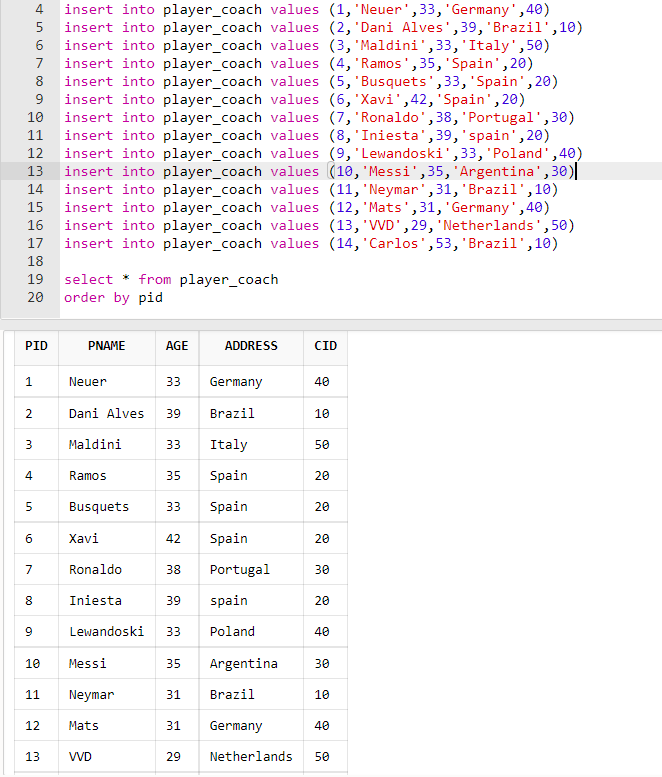 4 insert into player_coach values (1,'Neuer',33,'Germany',40)
5 insert into player_coach values (2,'Dani Alves',39,'Brazil',10)
6 insert into player_coach values (3,'Maldini',33,'Italy',50)
7 insert into player_coach values (4,'Ramos',35,'Spain',20)
8 insert into player_coach values (5,'Busquets',33,'Spain',20)
9 insert into player_coach values (6,'Xavi',42,'Spain',20)
10 insert into player_coach values (7,'Ronaldo',38,'Portugal',30)
11 insert into player_coach values (8,'Iniesta',39,'spain',20)
12 insert into player_coach values (9,'Lewandoski',33,'Poland',40)
13 insert into player_coach values (10,'Messi',35,'Argentina',30)
14 insert into player_coach values (11,'Neymar',31,'Brazil',10)
15 insert into player_coach values (12,'Mats',31,'Germany',40)
16 insert into player_coach values (13,'VVD',29,'Netherlands',50)
17 insert into player_coach values (14,'Carlos',53,'Brazil',10)
18
19 select * from player_coach
20 order by pid
PID PNAME AGE ADDRESS CID
1 Neuer 33 Germany 40
2 Dani Alves 39 Brazil 10
3 Maldini 33 Italy 50
4 Ramos 35 Spain 20
5 Busquets 33 Spain 20
6 Xavi 42 Spain 20
7 Ronaldo 38 Portugal 30
8 Iniesta 39 spain 20
9 Lewandoski 33 Poland 40
10 Messi 35 Argentina 30
11 Neymar 31 Brazil 10
12 Mats 31 Germany 40
13 VVD 29 Netherlands 50